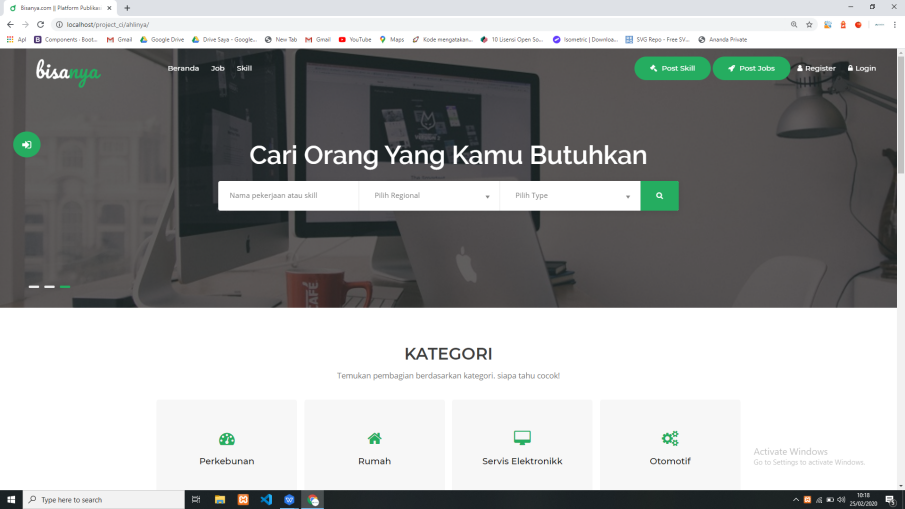 Bisanya.com || Platform Publikas
localhost/project_ci/ahlinya/
Apl
Components · Boot...
Gmail
Google Drive
Drive Saya – Google...
New Tab
Gmail
YouTube
Maps
Kode mengatakan...
10 Lisensi Open So...
Isometric | Downloa...
SVG Repo - Free SV...
Ananda Private
bisanya
Beranda
Job
Skill
Post Skill
Post Jobs
Register
Login
Cari Orang Yang Kamu Butuhkan
Nama pekerjaan atau skill
Pilih Regional
Pilih Type
KATEGORI
Temukan pembagian berdasarkan kategori. siapa tahu cocok!
Perkebunan
Rumah
Servis Elektronikk
Otomotif
Activate Windows
Go to Settings to activate Windows.
Type here to search
10:18
25/02/2020